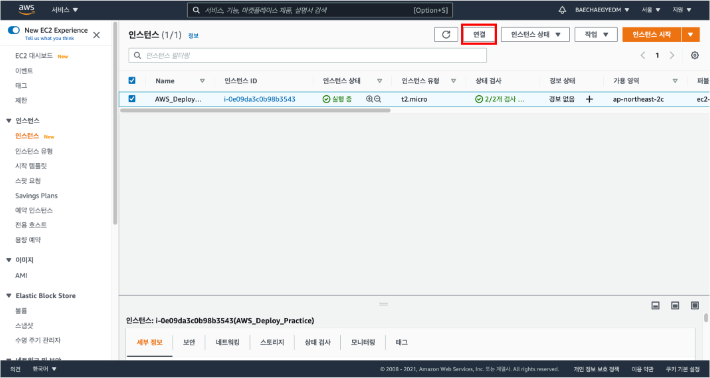 aws 서비스 ▼ 서비스, 기능, 마켓플레이스 제품, 설명서 검색 [Option+S] BAECHAEGYEOM ▼ 서울 ▼ 지원 ▼
New EC2 Experience
Tell us what you think
EC2 대시보드 New
이벤트
태그
제한
인스턴스
인스턴스 New
인스턴스 유형
시작 템플릿
스팟 요청
Savings Plans
예약 인스턴스
전용 호스트
용량 예약
이미지
AMI
Elastic Block Store
볼륨
스냅샷
수명 주기 관리자
네트워크 및 보안
인스턴스 (1/1) 정보
연결 인스턴스 상태 ▼ 작업 ▼ 인스턴스 시작 ▼
인스턴스 필터링
1
Name 인스턴스 ID 인스턴스 상태 인스턴스 유형 상태 검사 경보 상태 가용 영역 퍼블
AWS_Deploy... i-0e09da3c0b98b3543 실행 중 t2.micro 2/2개 검사 ... 경보 없음 + ap-northeast-2c ec2-
인스턴스: i-0e09da3c0b98b3543(AWS_Deploy_Practice)
세부 정보 보안 네트워킹 스토리지 상태 검사 모니터링 태그
의견 한국어 ▼ © 2008 - 2021, Amazon Web Services, Inc. 또는 계열사. All rights reserved. 개인 정보 보호 정책 이용 약관 쿠키 기본 설정